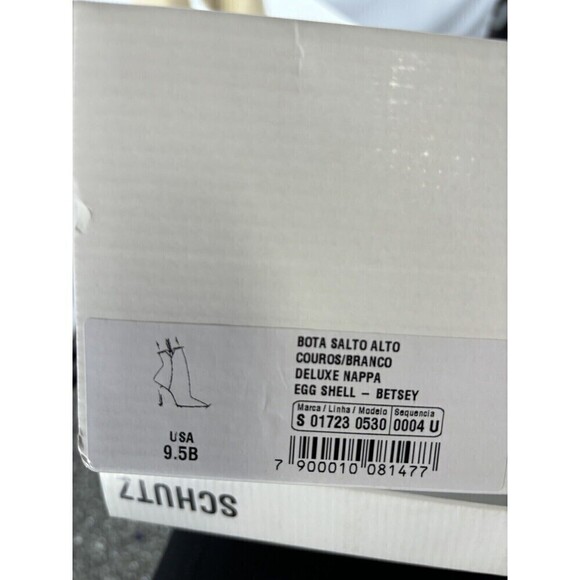 BOTA SALTO ALTO
COUROS/BRANCO
DELUXE NAPPA
EGG SHELL – BETSEY
Marca / Linha / Modelo Sequencia
S 01723 0530 0004 U
USA
9.5B
7 900010 081477
SCHUTZ